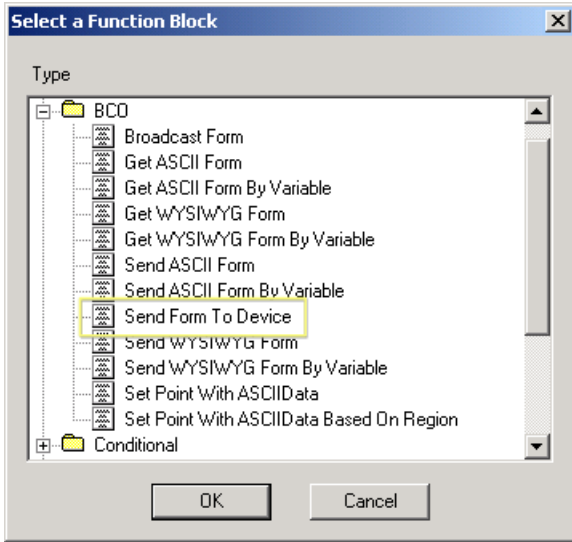 Select a Function Block
Type
BCO
Broadcast Form
Get ASCII Form
Get ASCII Form By Variable
Get WYSIWYG Form
Get WYSIWYG Form By Variable
Send ASCII Form
Send ASCII Form By Variable
Send Form To Device
Send WYSIWYG Form
Send WYSIWYG Form By Variable
Set Point With ASCIIData
Set Point With ASCIIData Based On Region
Conditional
OK Cancel